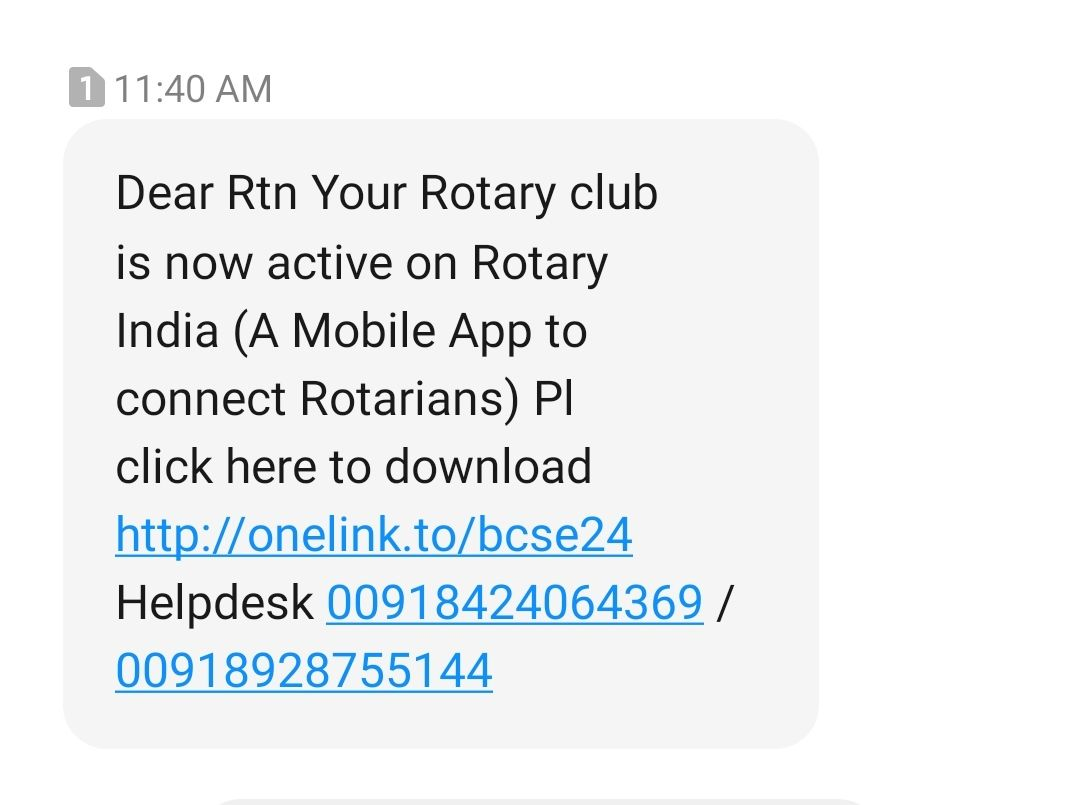 1 11:40 AM
Dear Rtn Your Rotary club
is now active on Rotary
India (A Mobile App to
connect Rotarians) Pl
click here to download
http://onelink.to/bcse24
Helpdesk 00918424064369 /
00918928755144